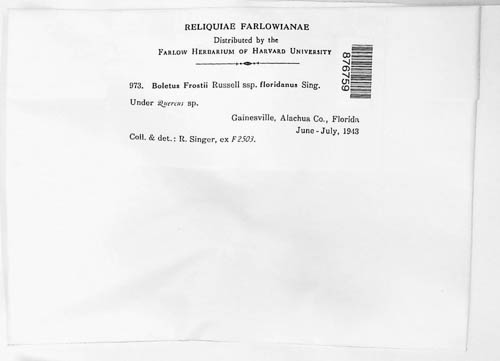 RELIQUIAE FARLOWIANAE
Distributed by the
FARLOW HERBARIUM OF HARVARD UNIVERSITY
876759
973. Boletus Frostii Russell ssp. floridanus Sing.
Under Quercus sp.
Gainesville, Alachua Co., Florida
June - July, 1943
Coll. & det.: R. Singer, ex F 2503.